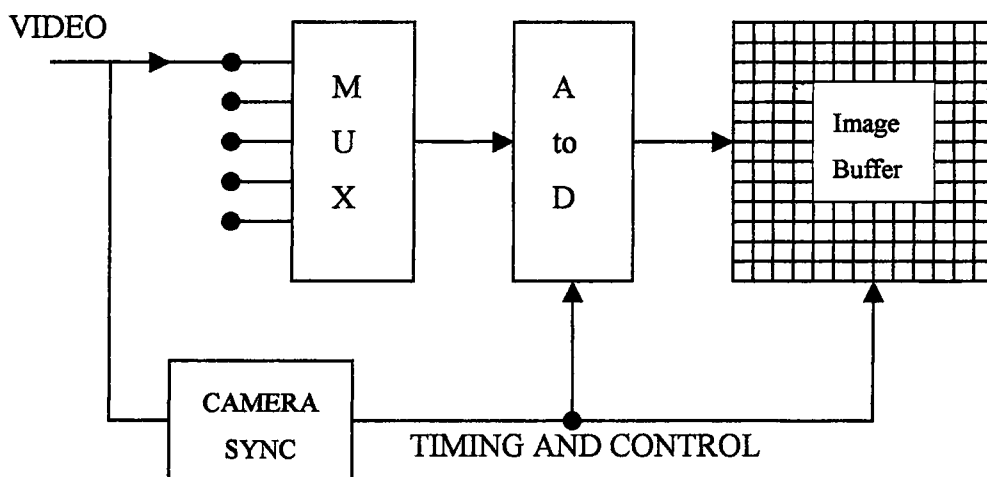 VIDEO
M
U
X
A
to
D
Image
Buffer
CAMERA
SYNC
TIMING AND CONTROL